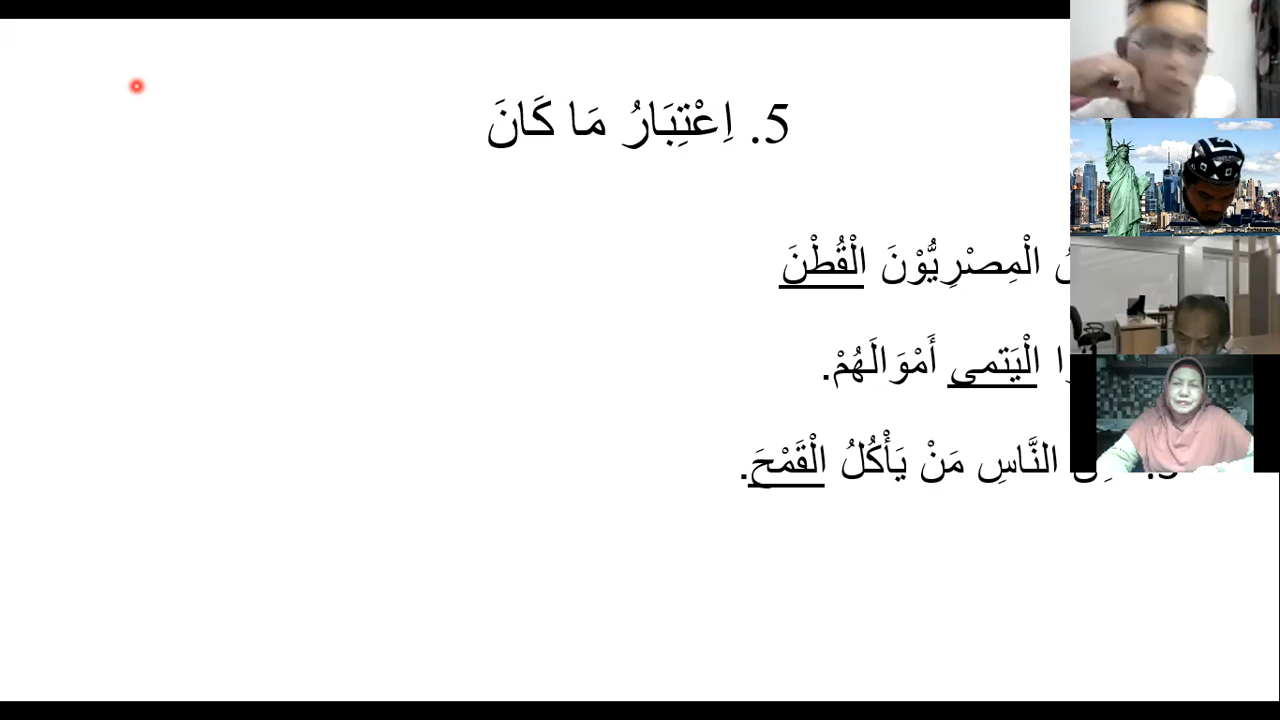 5. اِعْتِبَارُ مَا كَانَ
الْمِصْرِيُّوْنَ الْقُطْنَ
الْيَتمى أَمْوَالَهُمْ.
النَّاسِ مَنْ يَأْكُلُ الْقَمْحَ.